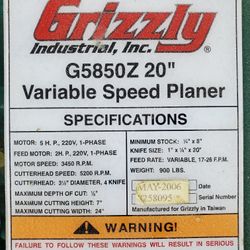 Grizzly
Industrial, Inc.
®
G5850Z 20"
Variable Speed Planer
SPECIFICATIONS
MOTOR: 5 H. P., 220V, 1-PHASE
FEED MOTOR: 2H. P., 220V, 1-PHASE
MOTOR SPEED: 3450 R.P.M.
CUTTERHEAD SPEED: 5200 R.P.M.
CUTTERHEAD: 3½" DIAMETER, 4 KNIFE
MAXIMUM DEPTH OF CUT: ⅛"
MAXIMUM CUTTING HEIGHT: 7"
MAXIMUM CUTTING WIDTH: 24"
MINIMUM STOCK: ¼" x 8"
KNIFE SIZE: 1" x ⅛" x 20"
FEED RATE: VARIABLE, 17-26 F.P.M.
WEIGHT: 900 LBS.
MAY-2006
Date
258095
Serial
Number
Manufactured for Grizzly in Taiwan
WARNING!
FAILURE TO FOLLOW THESE WARNINGS WILL RESULT IN SERIOUS